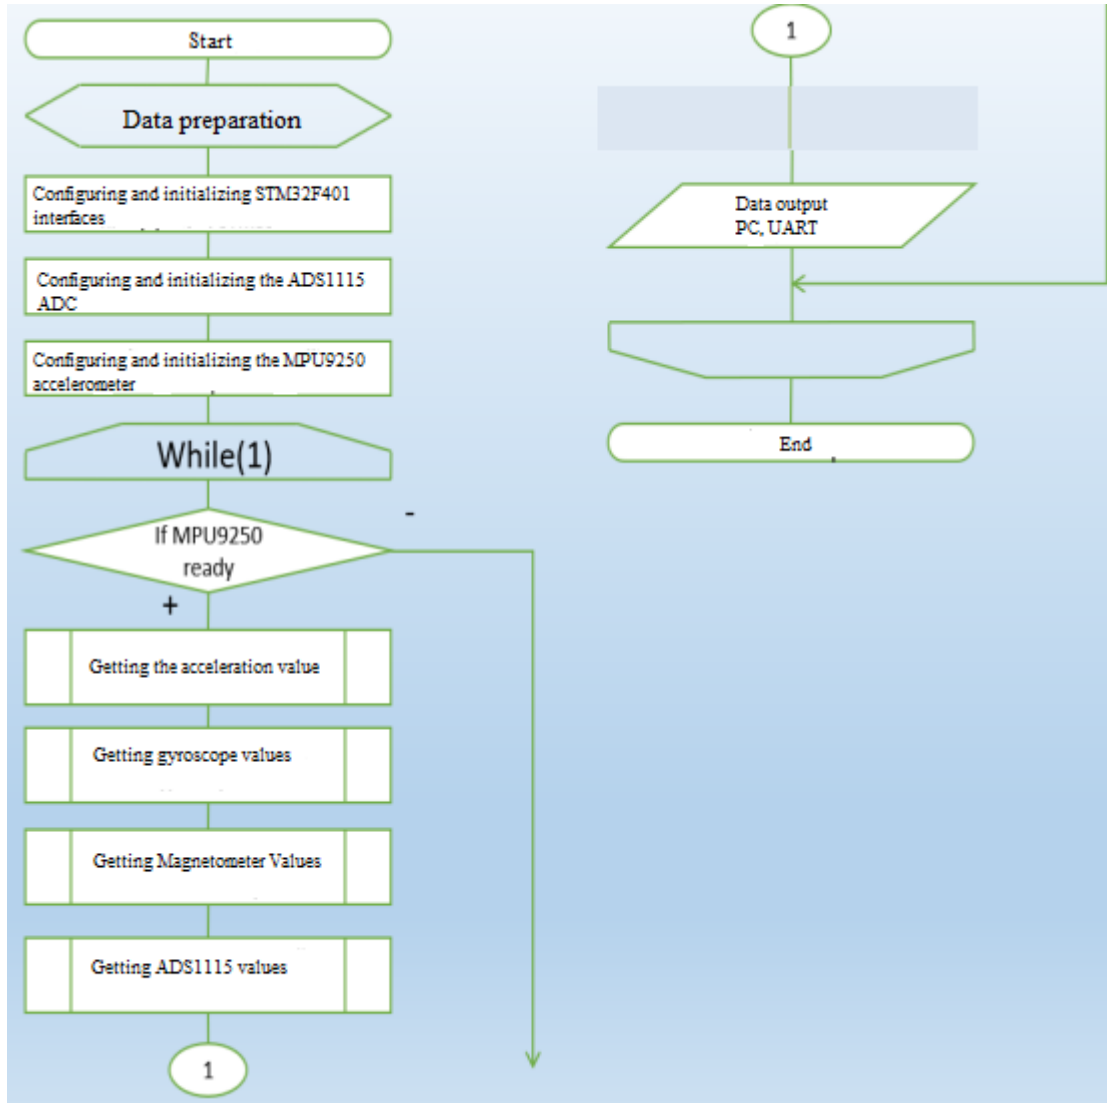 Start
Data preparation
Configuring and initializing STM32F401
interfaces
Configuring and initializing the ADS1115
ADC
Configuring and initializing the MPU9250
accelerometer
While(1)
-
If MPU9250
ready
+
Getting the acceleration value
Getting gyroscope values
Getting Magnetometer Values
Getting ADS1115 values
1
1
Data output
PC, UART
End